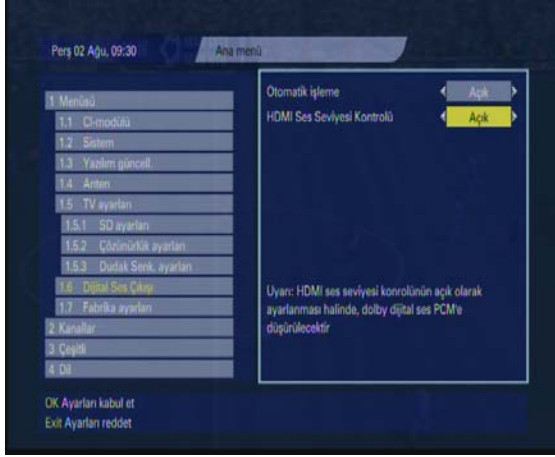 Perş 02 Ağu, 09:30
Ana menü
1 Menüsü
1.1 CI-modülü
1.2 Sistem
1.3 Yazılım güncell.
1.4 Anten
1.5 TV ayarları
1.5.1 SD ayarları
1.5.2 Çözünürlük ayarları
1.5.3 Dudak Senk. ayarları
1.6 Dijital Ses Çıkışı
1.7 Fabrika ayarları
2 Kanallar
3 Çeşitli
4 Dil
Otomatik işleme Açık
HDMI Ses Seviyesi Kontrolü Açık
Uyarı: HDMI ses seviyesi konrolünün açık olarak
ayarlanması halinde, dolby dijital ses PCM'e
düşürülecektir
OK Ayarları kabul et
Exit Ayarları reddet